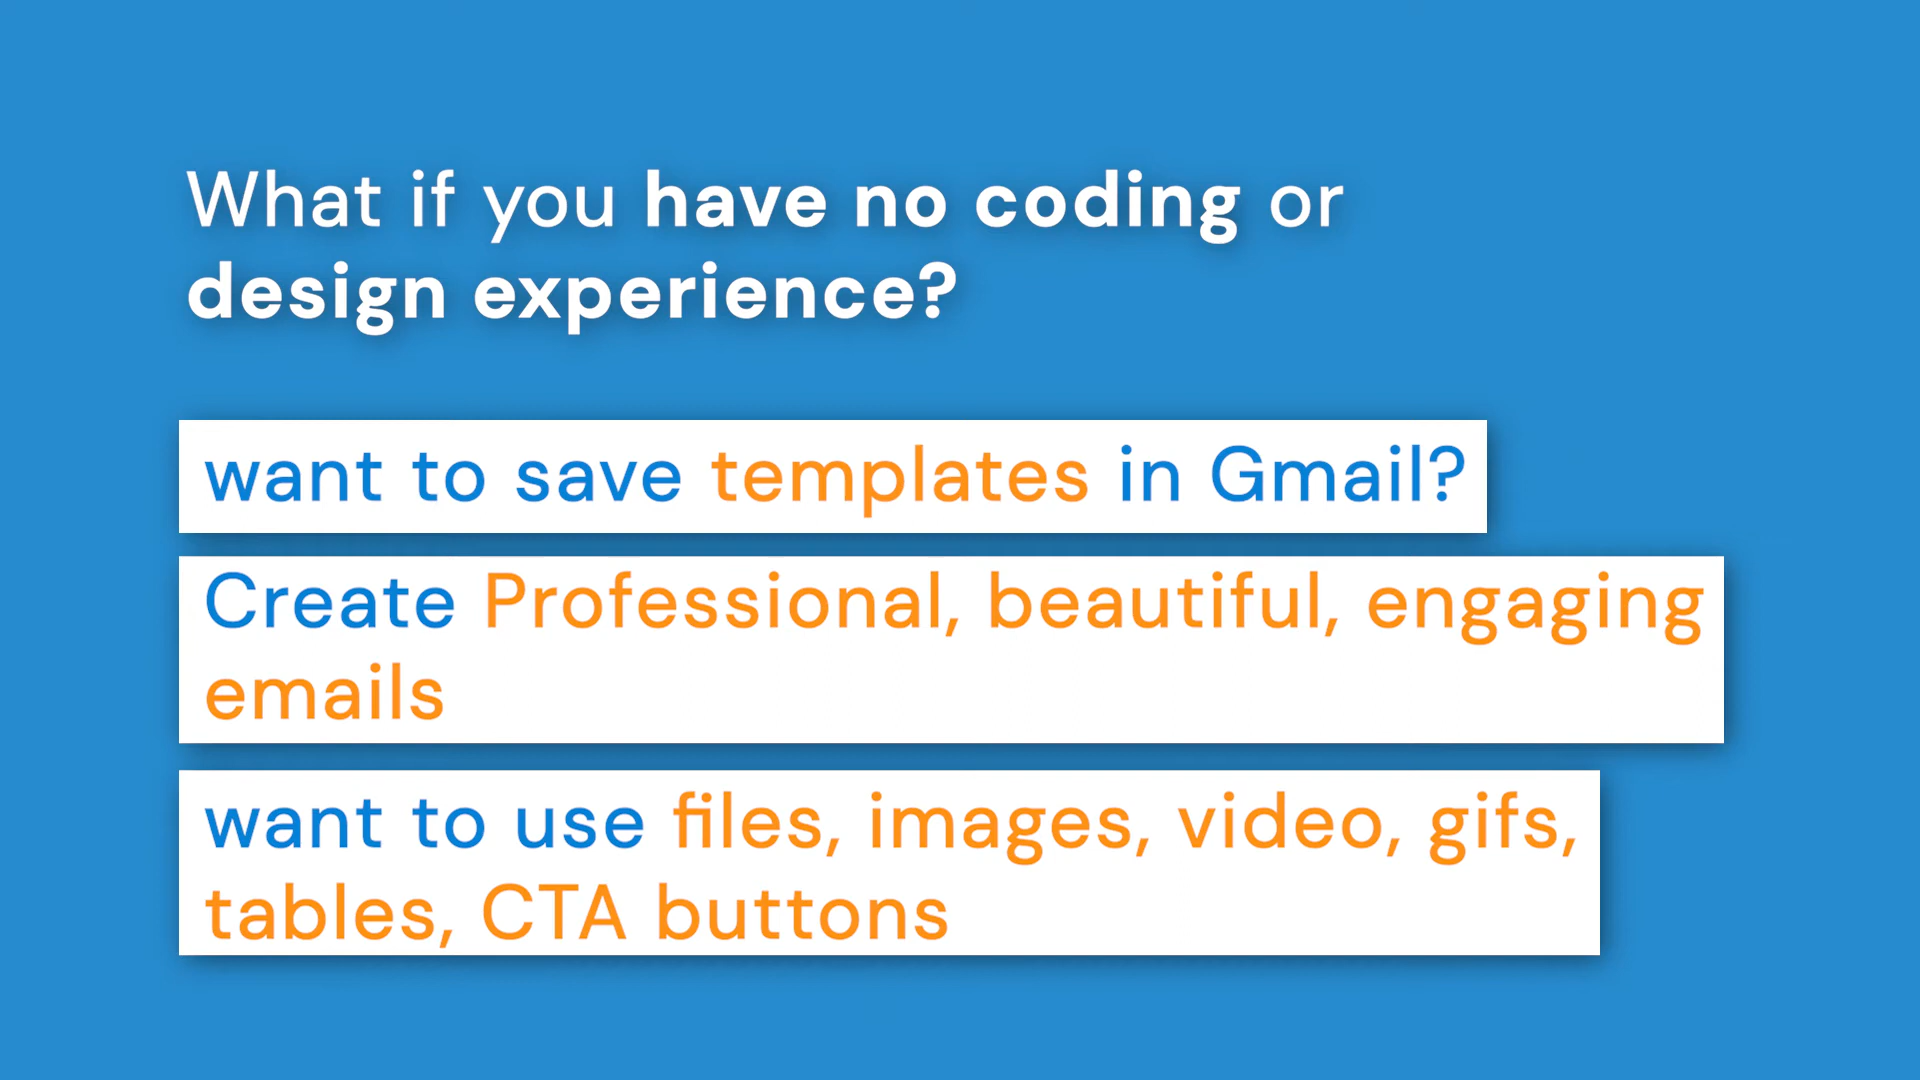 What if you have no coding or
design experience?
want to save templates in Gmail?
Create Professional, beautiful, engaging
emails
want to use files, images, video, gifs,
tables, CTA buttons